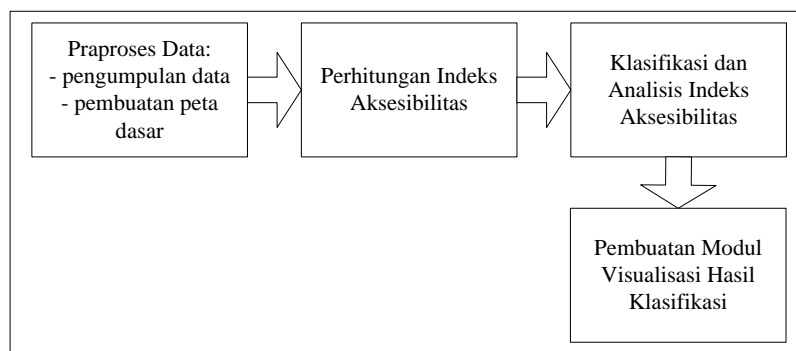 Praproses Data:
- pengumpulan data
- pembuatan peta
dasar
Perhitungan Indeks
Aksesibilitas
Klasifikasi dan
Analisis Indeks
Aksesibilitas
Pembuatan Modul
Visualisasi Hasil
Klasifikasi